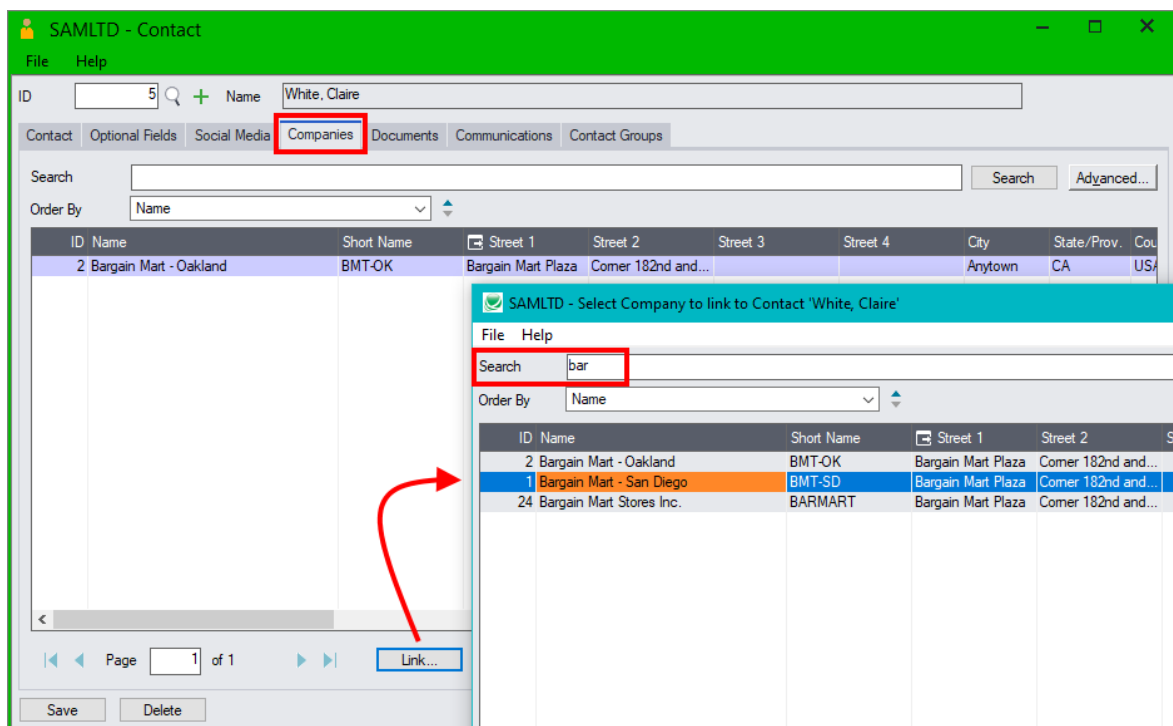 SAMLTD - Contact
File Help
ID 5 Name White, Claire
Contact Optional Fields Social Media Companies Documents Communications Contact Groups
Search Search Advanced...
Order By Name
ID Name Short Name Street 1 Street 2 Street 3 Street 4 City State/Prov. Cou
2 Bargain Mart - Oakland BMT-OK Bargain Mart Plaza Corner 182nd and... Anytown CA USA
SAMLTD - Select Company to link to Contact 'White, Claire'
File Help
Search bar
Order By Name
ID Name Short Name Street 1 Street 2 S
2 Bargain Mart - Oakland BMT-OK Bargain Mart Plaza Corner 182nd and...
1 Bargain Mart - San Diego BMT-SD Bargain Mart Plaza Corner 182nd and...
24 Bargain Mart Stores Inc. BARMART Bargain Mart Plaza Corner 182nd and...
Page 1 of 1 Link...
Save Delete